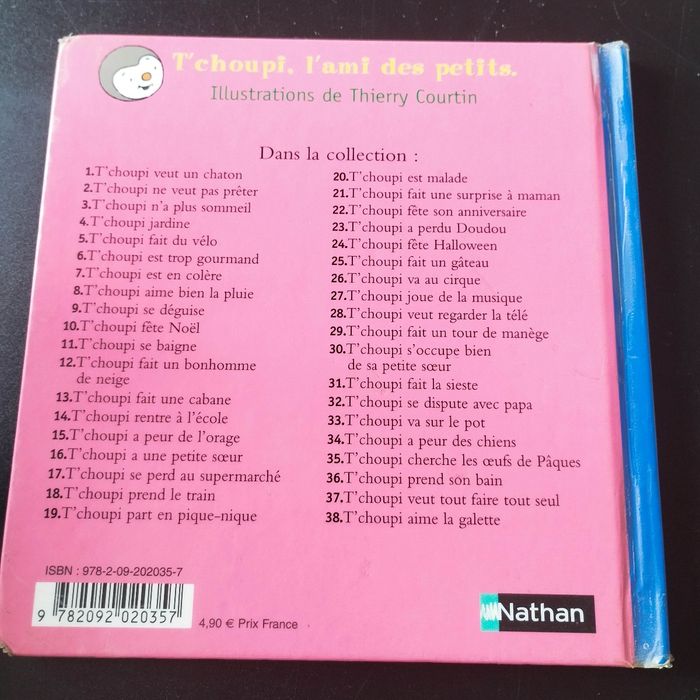 T'choupi, l'ami des petits.
Illustrations de Thierry Courtin
Dans la collection :
1.T'choupi veut un chaton
2.T'choupi ne veut pas prêter
3.T'choupi n'a plus sommeil
4.T'choupi jardine
5.T'choupi fait du vélo
6.T'choupi est trop gourmand
7.T'choupi est en colère
8.T'choupi aime bien la pluie
9.T'choupi se déguise
10.T'choupi fête Noël
11.T'choupi se baigne
12.T'choupi fait un bonhomme
de neige
13.T'choupi fait une cabane
14.T'choupi rentre à l'école
15.T'choupi a peur de l'orage
16.T'choupi a une petite sœur
17.T'choupi se perd au supermarché
18.T'choupi prend le train
19.T'choupi part en pique-nique
20.T'choupi est malade
21.T'choupi fait une surprise à maman
22.T'choupi fête son anniversaire
23.T'choupi a perdu Doudou
24.T'choupi fête Halloween
25.T'choupi fait un gâteau
26.T'choupi va au cirque
27.T'choupi joue de la musique
28.T'choupi veut regarder la télé
29.T'choupi fait un tour de manège
30.T'choupi s'occupe bien
de sa petite sœur
31.T'choupi fait la sieste
32.T'choupi se dispute avec papa
33.T'choupi va sur le pot
34.T'choupi a peur des chiens
35.T'choupi cherche les œufs de Pâques
36.T'choupi prend son bain
37.T'choupi veut tout faire tout seul
38.T'choupi aime la galette
ISBN : 978-2-09-202035-7
9 782092 020357
4,90 € Prix France
Nathan